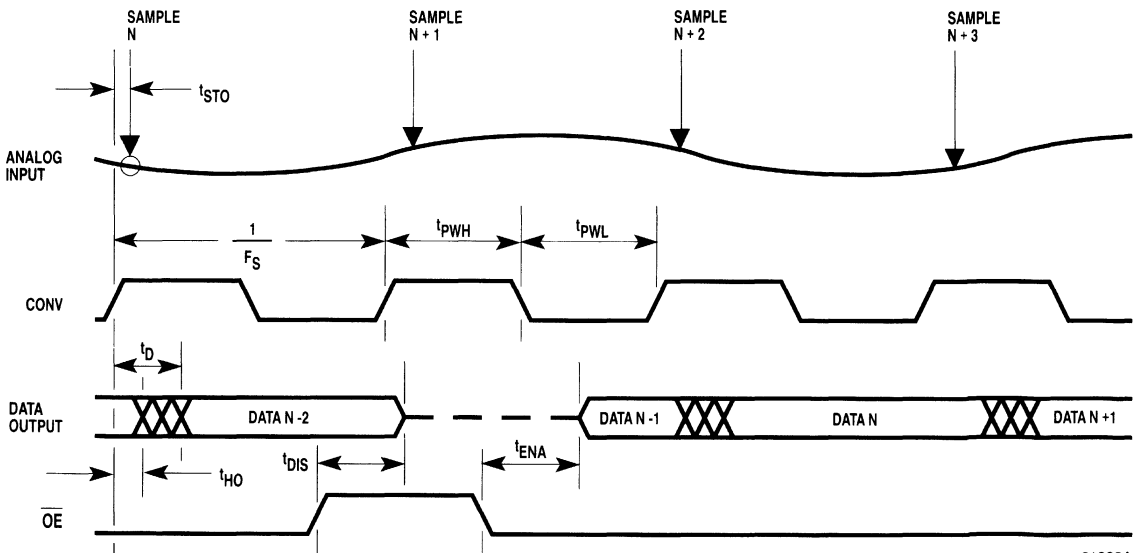 SAMPLE
N
SAMPLE
N + 1
SAMPLE
N + 2
SAMPLE
N + 3
tSTO
ANALOG
INPUT
1
FS
tPWH
tPWL
CONV
tD
DATA
OUTPUT
DATA N -2
DATA N -1
DATA N
DATA N +1
tHO
tDIS
tENA
OE